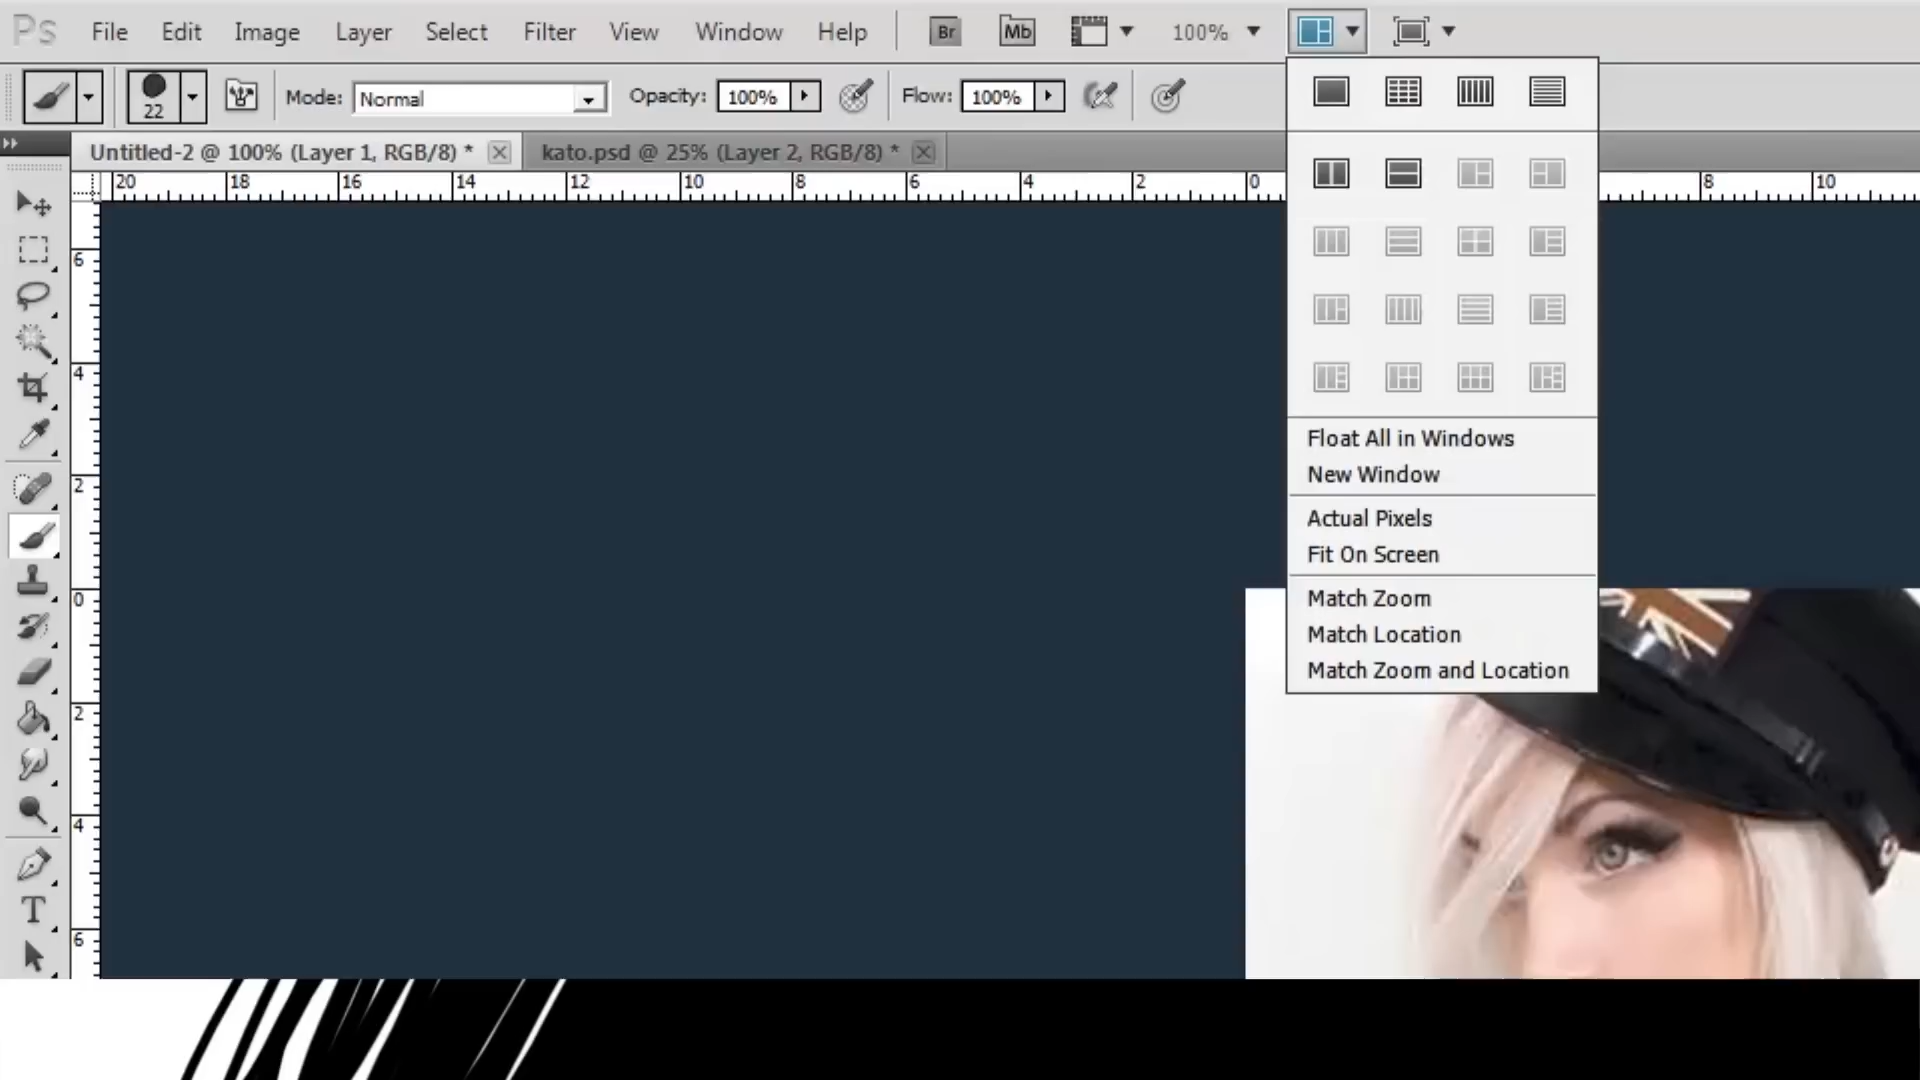 Ps File Edit Image Layer Select Filter View Window Help Br Mb 100%
22 Mode: Normal Opacity: 100% Flow: 100%
Untitled-2 @ 100% (Layer 1, RGB/8) * kato.psd @ 25% (Layer 2, RGB/8) *
20 18 16 14 12 10 8 6 4 2 0 8 10
6
4
2
0
2
4
6
T
Float All in Windows
New Window
Actual Pixels
Fit On Screen
Match Zoom
Match Location
Match Zoom and Location